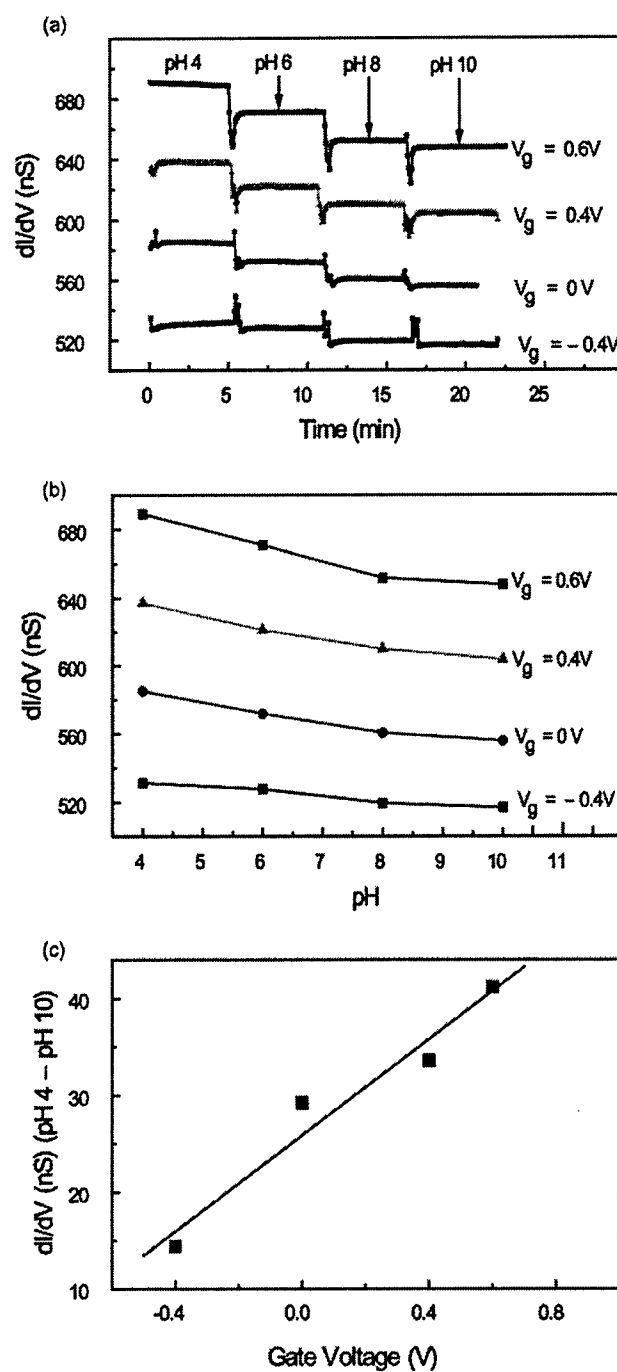 (a)
pH 4 pH 6 pH 8 pH 10
680
640
600
560
520
dI/dV (nS)
Vg = 0.6V
Vg = 0.4V
Vg = 0 V
Vg = – 0.4V
0 5 10 15 20 25
Time (min)
(b)
680
640
600
560
520
dI/dV (nS)
Vg = 0.6V
Vg = 0.4V
Vg = 0 V
Vg = – 0.4V
4 5 6 7 8 9 10 11
pH
(c)
40
30
20
10
dI/dV (nS) (pH 4 – pH 10)
-0.4 0.0 0.4 0.8
Gate Voltage (V)